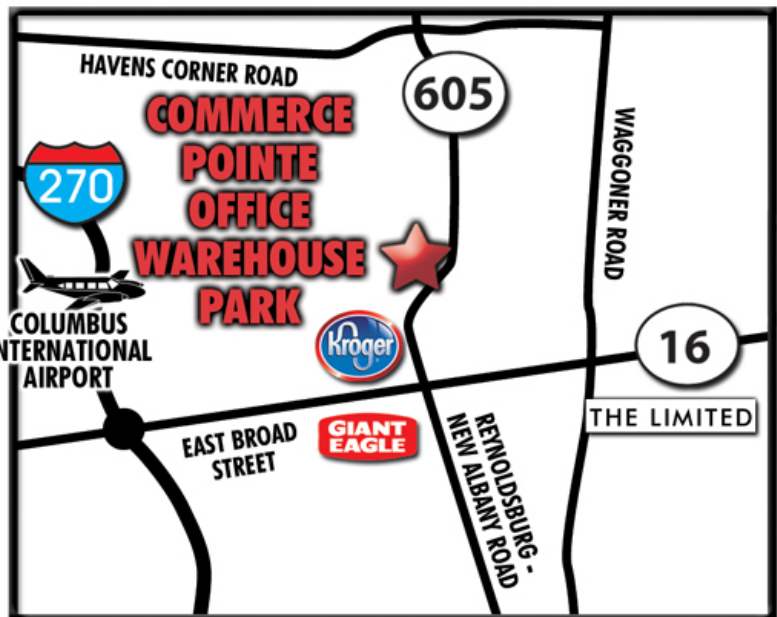 HAVENS CORNER ROAD
605
COMMERCE
POINTE
OFFICE
WAREHOUSE
PARK
270
WAGGONER ROAD
COLUMBUS
NTERNATIONAL
AIRPORT
Kroger
16
THE LIMITED
EAST BROAD
STREET
GIANT
EAGLE
REYNOLDSBURG -
NEW ALBANY ROAD